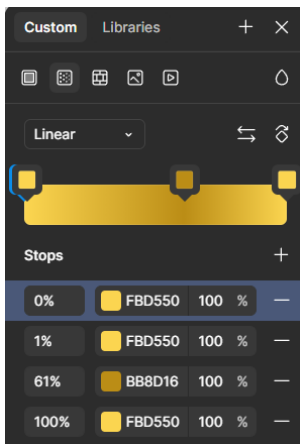 Custom Libraries
Linear
Stops
0% FBD550 100 %
1% FBD550 100 %
61% BB8D16 100 %
100% FBD550 100 %